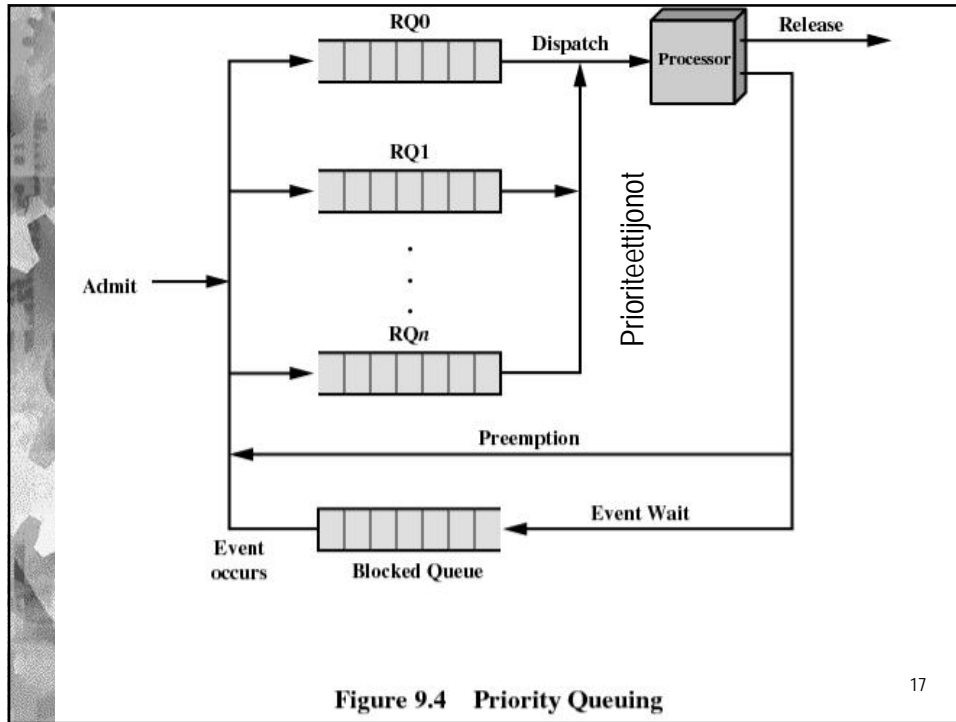 RQ0
Release
Dispatch
Processor
RQ1
Prioriteettijonot
Admit
RQn
Preemption
Event Wait
Event
occurs
Blocked Queue
Figure 9.4 Priority Queuing
17